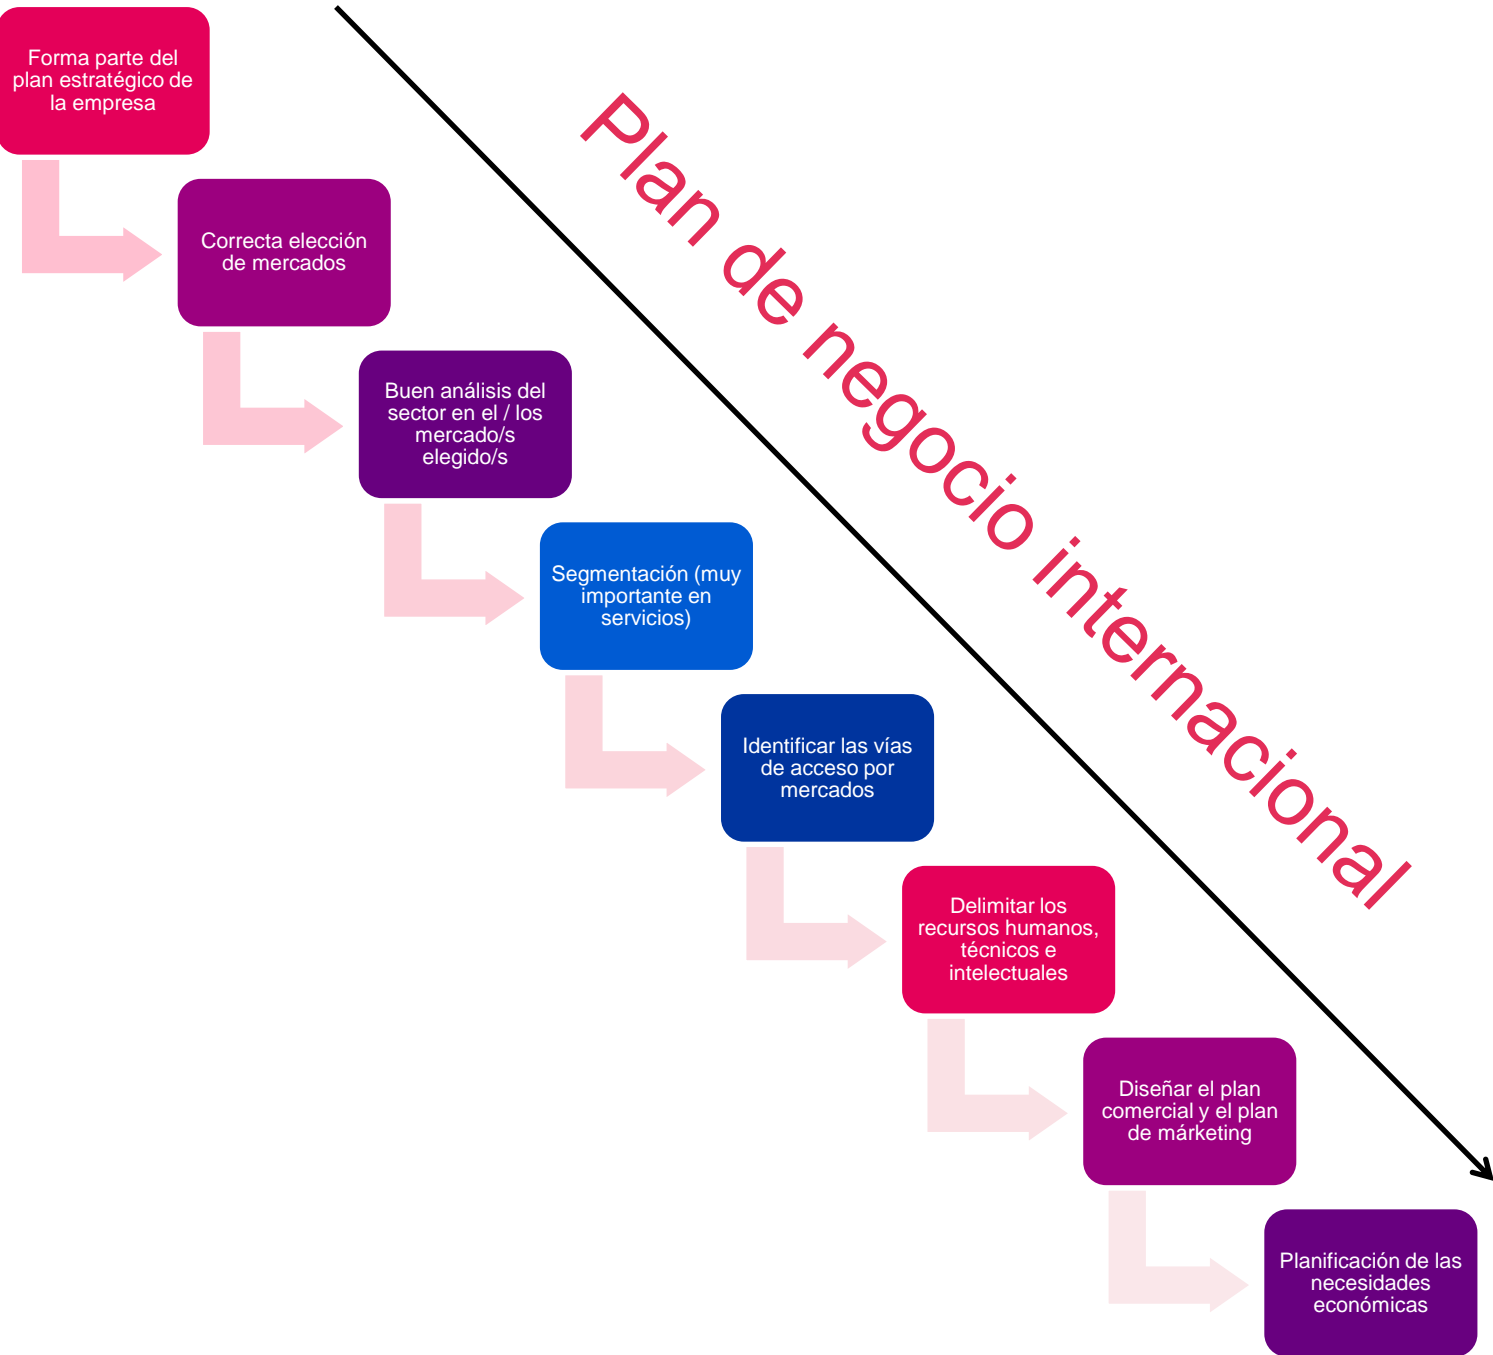 Forma parte del
plan estratégico de
la empresa
Plan de negocio internacional
Correcta elección
de mercados
Buen análisis del
sector en el / los
mercado/s
elegido/s
Segmentación (muy
importante en
servicios)
Identificar las vías
de acceso por
mercados
Delimitar los
recursos humanos,
técnicos e
intelectuales
Diseñar el plan
comercial y el plan
de márketing
Planificación de las
necesidades
económicas